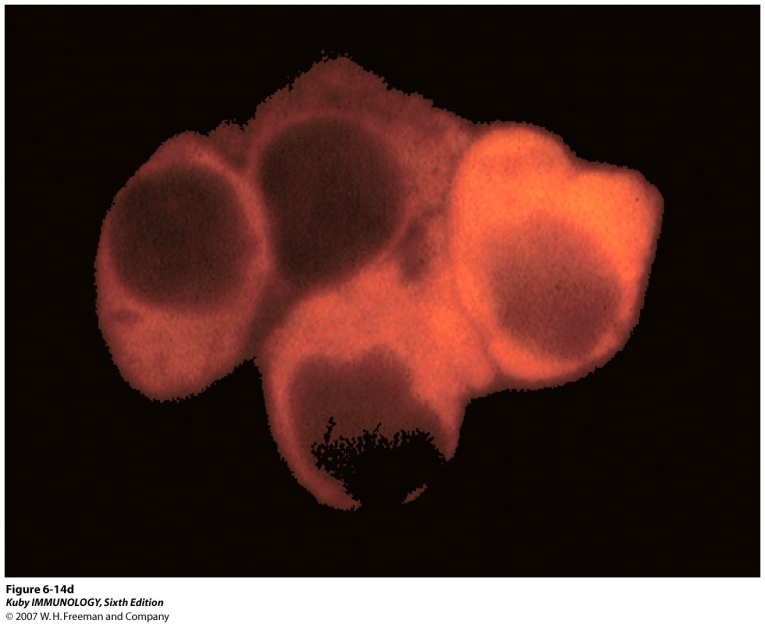 Figure 6-14d
Kuby IMMUNOLOGY, Sixth Edition
© 2007 W. H. Freeman and Company